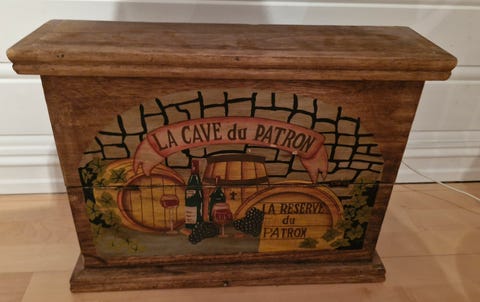 LA CAVE du PATRON
LA RESERVE
du
PATRON